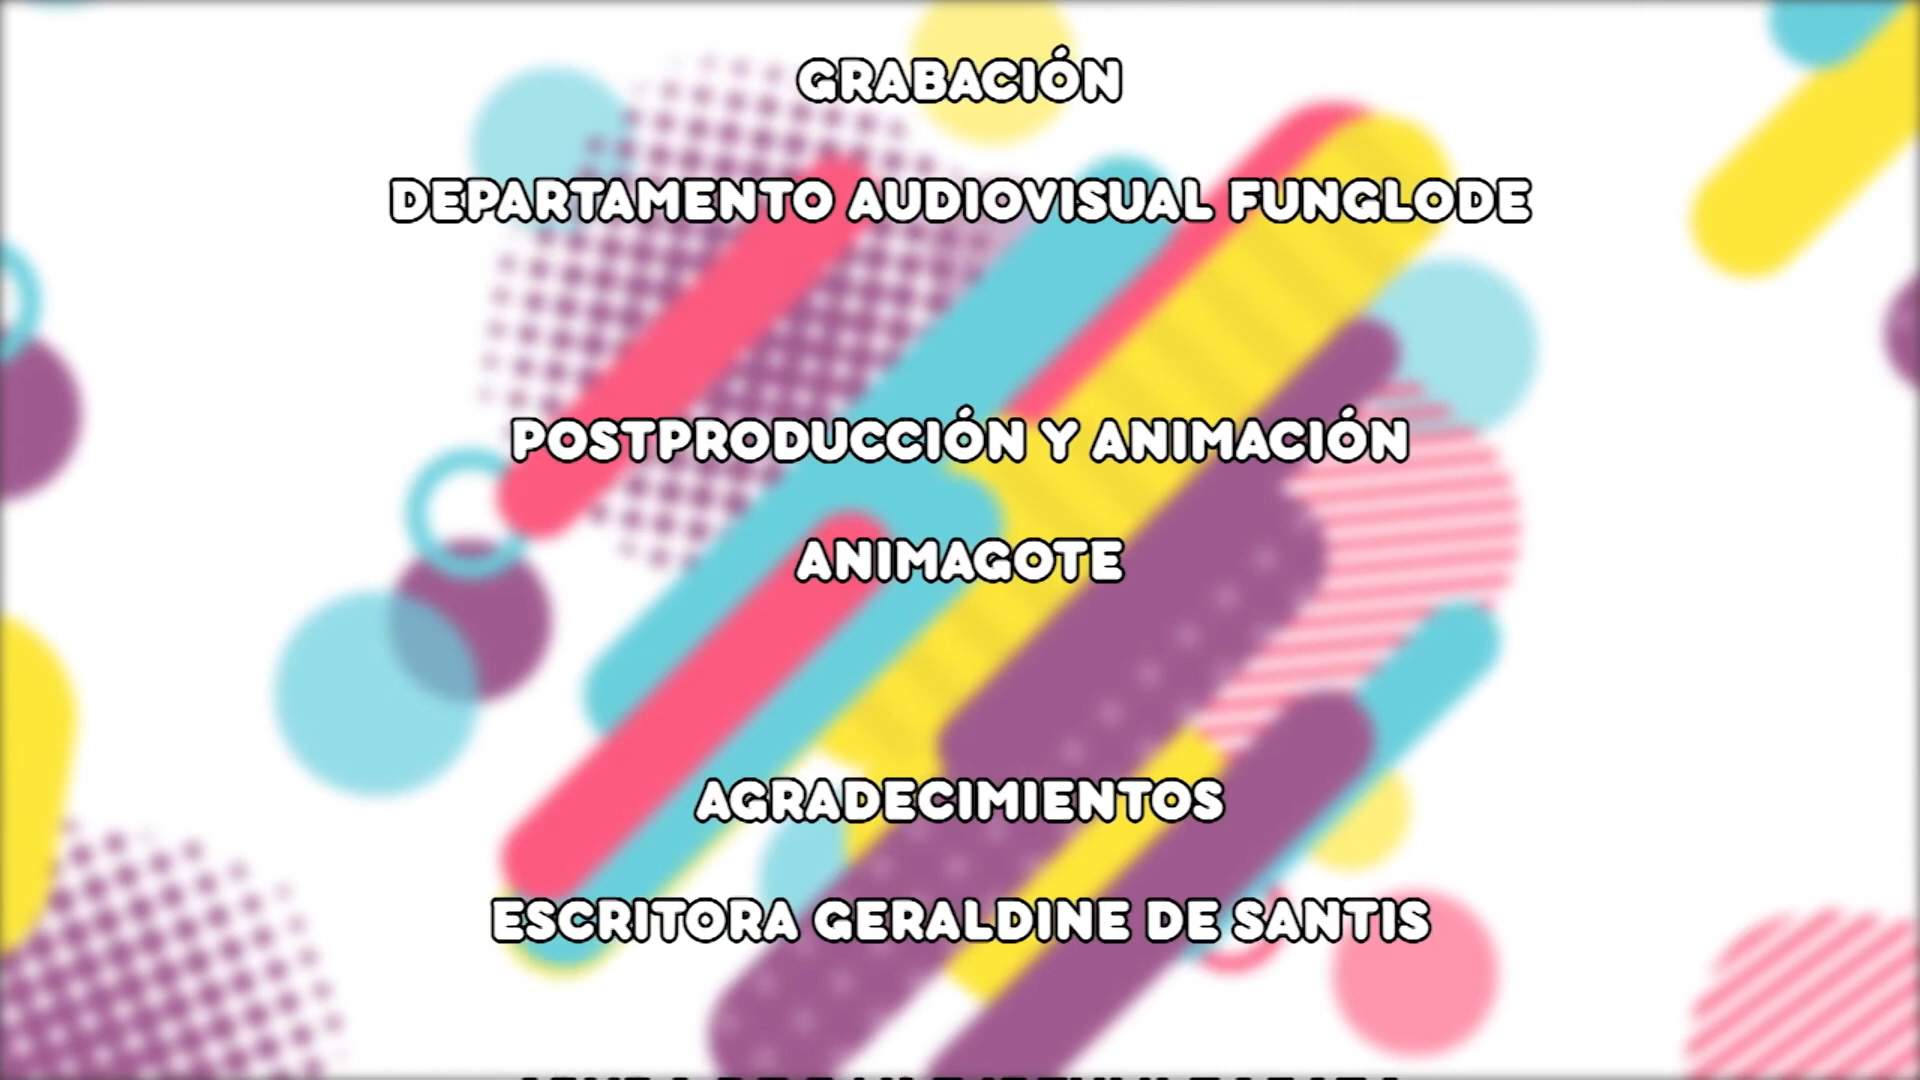 GRABACIÓN
DEPARTAMENTO AUDIOVISUAL FUNGLODE
POSTPRODUCCIÓN Y ANIMACIÓN
ANIMAGOTE
AGRADECIMIENTOS
ESCRITORA GERALDINE DE SANTIS